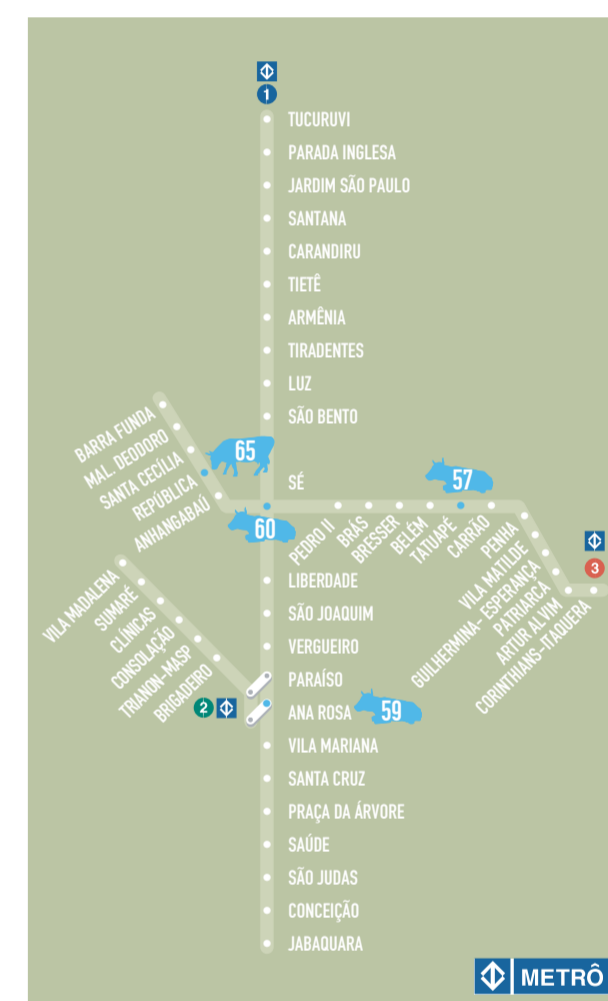 1
TUCURUVI
PARADA INGLESA
JARDIM SÃO PAULO
SANTANA
CARANDIRU
TIETÊ
ARMÊNIA
TIRADENTES
LUZ
SÃO BENTO
BARRA FUNDA
MAL. DEODORO
SANTA CECÍLIA
REPÚBLICA
ANHANGABAÚ
65
SÉ
60
57
PEDRO II
BRÁS
BRESSER
BELÉM
TATUAPÉ
CARRÃO
PENHA
VILA MATILDE
GUILHERMINA- ESPERANÇA
PATRIARCA
ARTUR ALVIM
CORINTHIANS-ITAQUERA
3
LIBERDADE
SÃO JOAQUIM
VERGUEIRO
PARAÍSO
ANA ROSA
59
VILA MADALENA
SUMARÉ
CLÍNICAS
CONSOLAÇÃO
TRIANON- MASP
BRIGADEIRO
2
VILA MARIANA
SANTA CRUZ
PRAÇA DA ÁRVORE
SAÚDE
SÃO JUDAS
CONCEIÇÃO
JABAQUARA
METRÔ